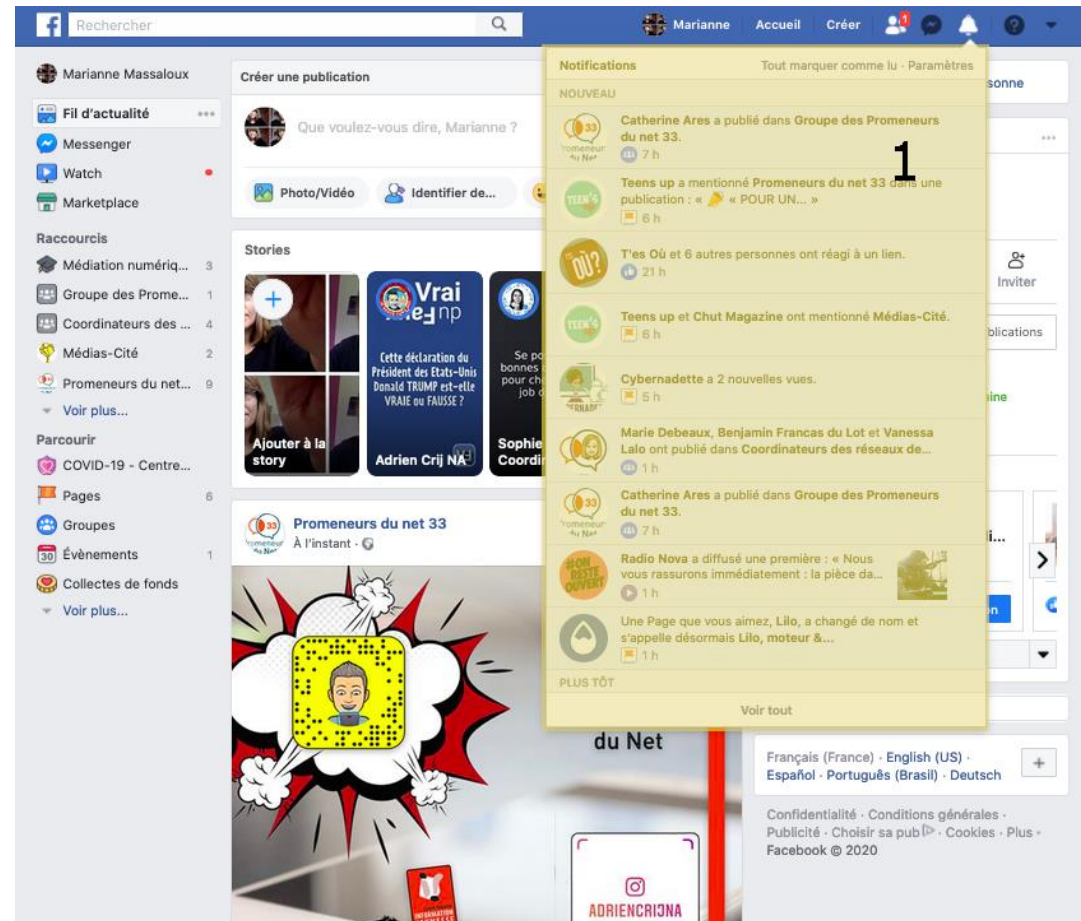 Rechercher
Marianne Accueil Créer 1
Marianne Massaloux
Fil d'actualité
Messenger
Watch
Marketplace
Raccourcis
Médiation numériq... 3
Groupe des Prome... 1
Coordinateurs des ... 4
Médias-Cité 2
Promeneurs du net... 9
Voir plus...
Parcourir
COVID-19 - Centre...
Pages 6
Groupes
Évènements 1
Collectes de fonds
Voir plus...
Créer une publication
Que voulez-vous dire, Marianne ?
Photo/Vidéo
Identifier de...
Stories
Ajouter à la
story
Vrai
Cette déclaration du
Président des Etats-Unis
Donald TRUMP est-elle
VRAIE ou FAUSSE ?
Adrien Crij NA
Se po
bonnes
pour ch
job d
Sophie
Coordin
Promeneurs du net 33
À l'instant ·
du Net
ADRIENCRIJNA
Notifications
Tout marquer comme lu · Paramètres
NOUVEAU
1
Catherine Ares a publié dans Groupe des Promeneurs
du net 33.
7 h
Teens up a mentionné Promeneurs du net 33 dans une
publication : « « POUR UN... »
6 h
T'es Où et 6 autres personnes ont réagi à un lien.
21 h
Teens up et Chut Magazine ont mentionné Médias-Cité.
6 h
Cybernadette a 2 nouvelles vues.
5 h
Marie Debeaux, Benjamin Francas du Lot et Vanessa
Lalo ont publié dans Coordinateurs des réseaux de...
1 h
Catherine Ares a publié dans Groupe des Promeneurs
du net 33.
7 h
Radio Nova a diffusé une première : « Nous
vous rassurons immédiatement : la pièce da...
1 h
Une Page que vous aimez, Lilo, a changé de nom et
s'appelle désormais Lilo, moteur &...
1 h
PLUS TÔT
Voir tout
sonne
Inviter
blications
ine
i...
on
Français (France) · English (US) ·
Español · Português (Brasil) · Deutsch
Confidentialité · Conditions générales ·
Publicité · Choisir sa pub · Cookies · Plus
Facebook © 2020